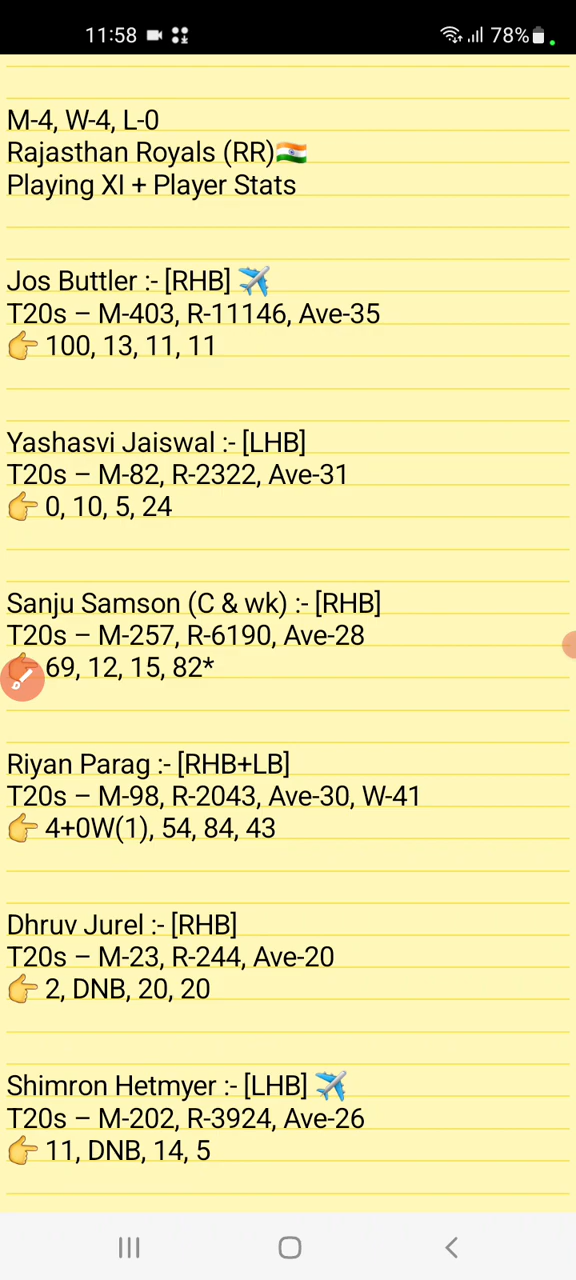 11:58
78%
M-4, W-4, L-0
Rajasthan Royals (RR)🇮🇳
Playing XI + Player Stats
Jos Buttler :- [RHB] ✈️
T20s – M-403, R-11146, Ave-35
👉 100, 13, 11, 11
Yashasvi Jaiswal :- [LHB]
T20s – M-82, R-2322, Ave-31
👉 0, 10, 5, 24
Sanju Samson (C & wk) :- [RHB]
T20s – M-257, R-6190, Ave-28
👉 69, 12, 15, 82*
Riyan Parag :- [RHB+LB]
T20s – M-98, R-2043, Ave-30, W-41
👉 4+0W(1), 54, 84, 43
Dhruv Jurel :- [RHB]
T20s – M-23, R-244, Ave-20
👉 2, DNB, 20, 20
Shimron Hetmyer :- [LHB] ✈️
T20s – M-202, R-3924, Ave-26
👉 11, DNB, 14, 5